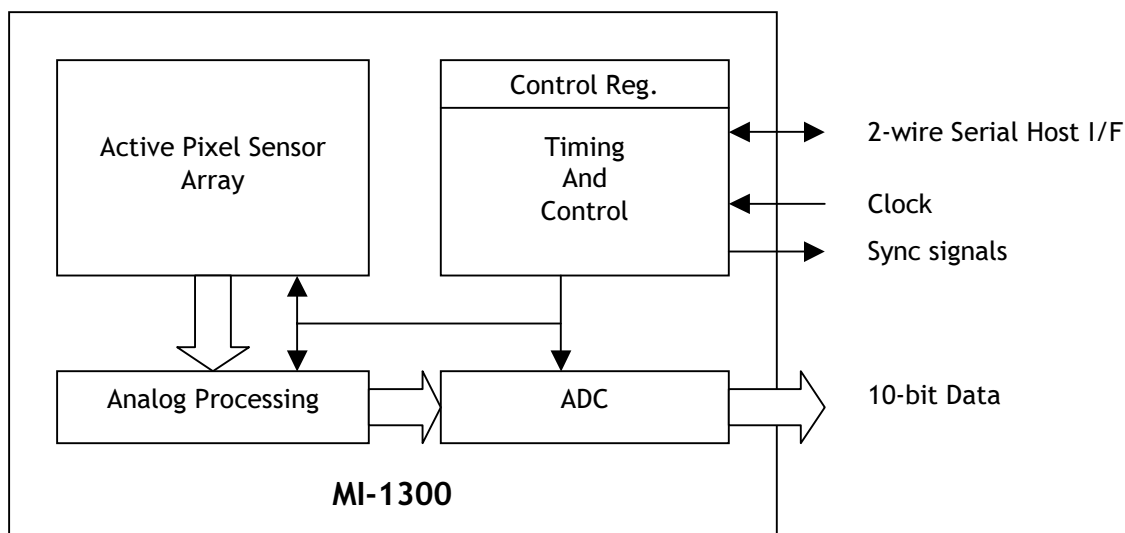 Control Reg.
Active Pixel Sensor
Array
Timing
And
Control
2-wire Serial Host I/F
Clock
Sync signals
Analog Processing
ADC
10-bit Data
MI-1300